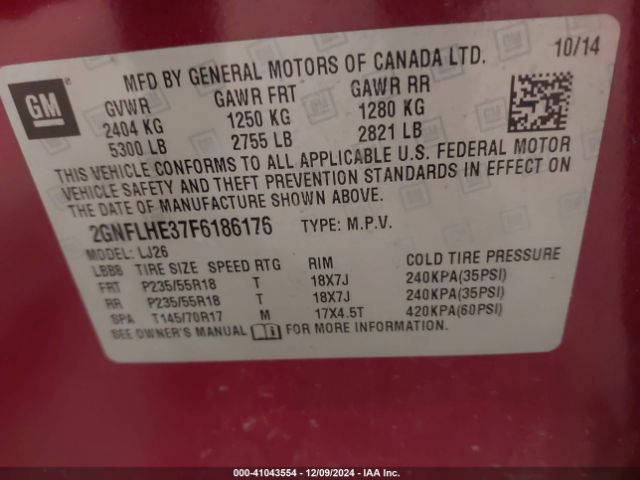 10/14
MFD BY GENERAL MOTORS OF CANADA LTD.
GM
GVWR GAWR FRT GAWR RR
2404 KG 1250 KG 1280 KG
5300 LB 2755 LB 2821 LB
THIS VEHICLE CONFORMS TO ALL APPLICABLE U.S. FEDERAL MOTOR
VEHICLE SAFETY AND THEFT PREVENTION STANDARDS IN EFFECT ON
THE DATE OF MANUFACTURE SHOWN ABOVE.
2GNFLHE37F6186176 TYPE: M.P.V.
MODEL: LJ26
LBB8 TIRE SIZE SPEED RTG RIM COLD TIRE PRESSURE
FRT P235/55R18 T 18X7J 240KPA(35PSI)
RR P235/55R18 T 18X7J 240KPA(35PSI)
SPA T145/70R17 M 17X4.5T 420KPA(60PSI)
SEE OWNER'S MANUAL FOR MORE INFORMATION.
000-41043554 - 12/09/2024 - IAA Inc.